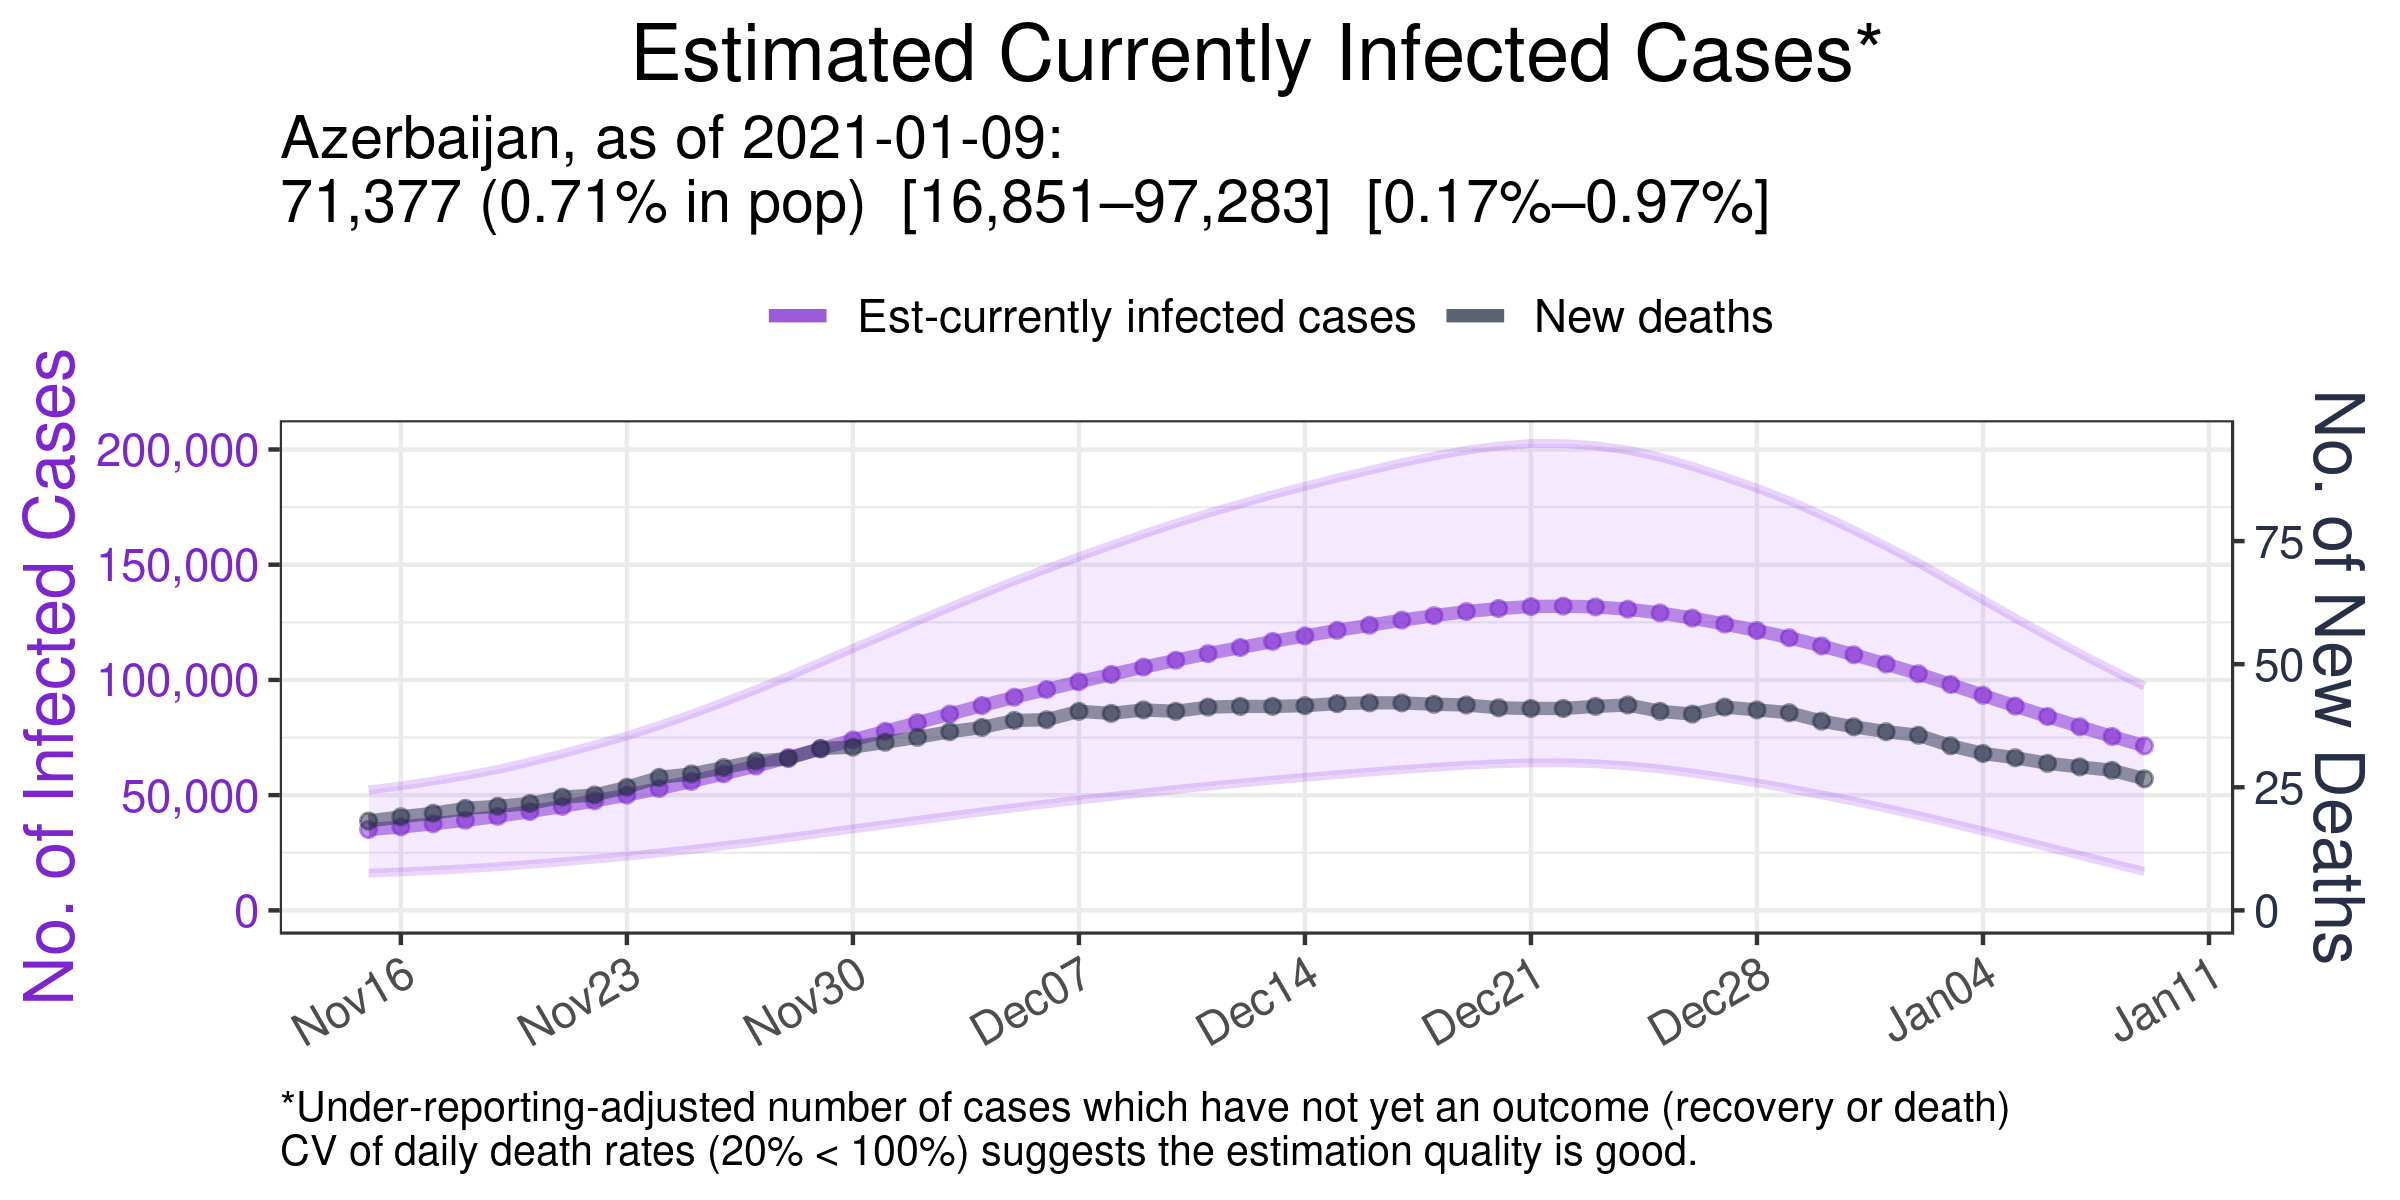 Estimated Currently Infected Cases*
Azerbaijan, as of 2021-01-09:
71,377 (0.71% in pop)  [16,851–97,283]  [0.17%–0.97%]
Est-currently infected cases
New deaths
No. of Infected Cases
200,000
150,000
100,000
50,000
0
No. of New Deaths
75
50
25
0
Nov16
Nov23
Nov30
Dec07
Dec14
Dec21
Dec28
Jan04
Jan11
*Under-reporting-adjusted number of cases which have not yet an outcome (recovery or death)
CV of daily death rates (20% < 100%) suggests the estimation quality is good.